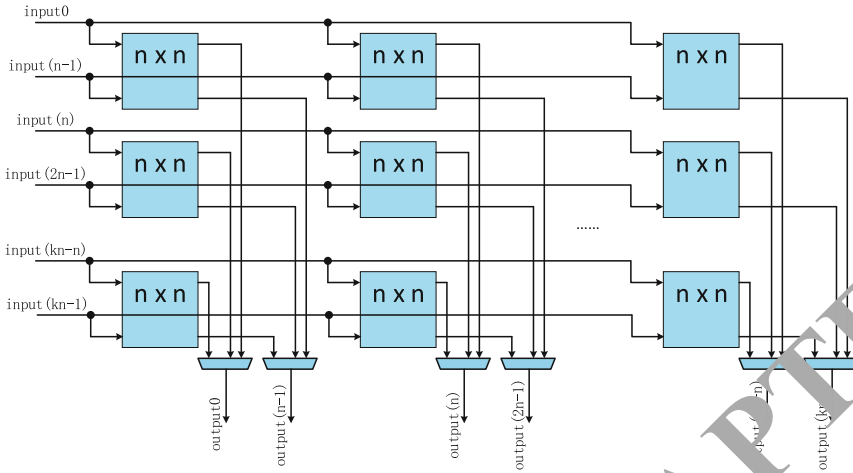 input0
n x n
n x n
n x n
input(n-1)
input(n)
n x n
n x n
n x n
input(2n-1)
......
input(kn-n)
n x n
n x n
n x n
input(kn-1)
output0
output(n-1)
output(n)
output(2n-1)